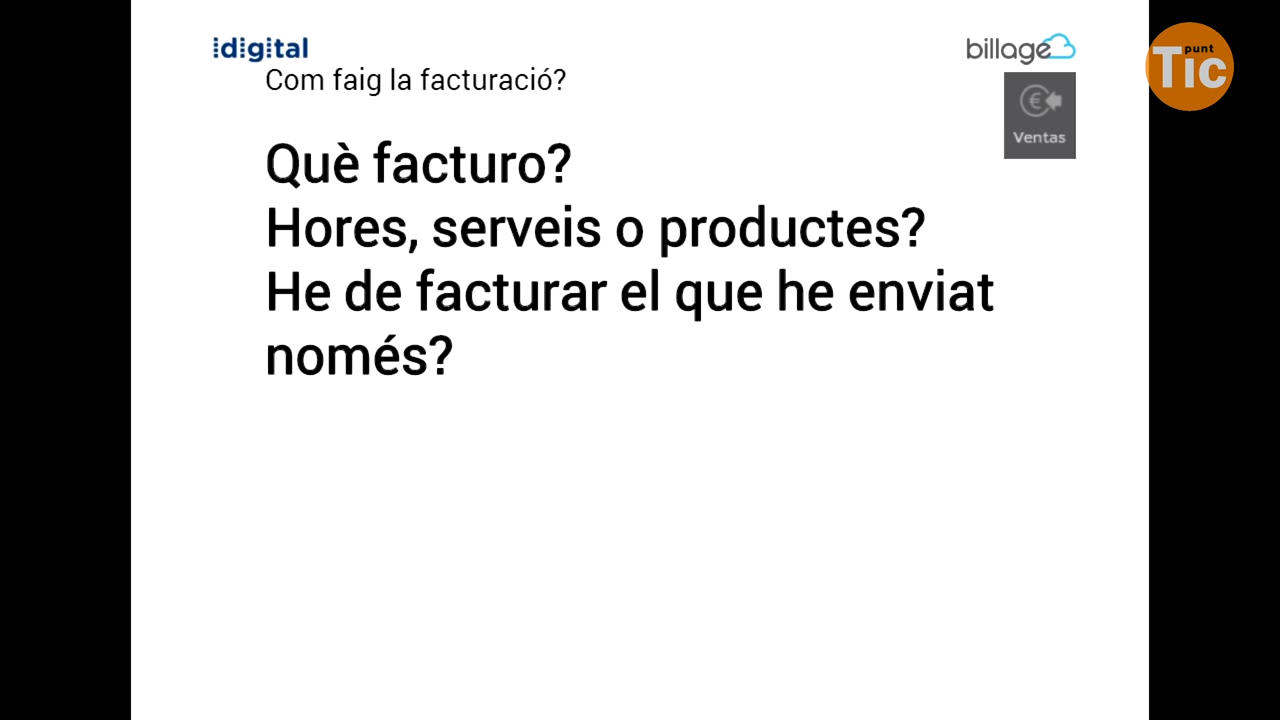 idigital
billage
punt
Tic
Com faig la facturació?
Ventas
Què facturo?
Hores, serveis o productes?
He de facturar el que he enviat
només?